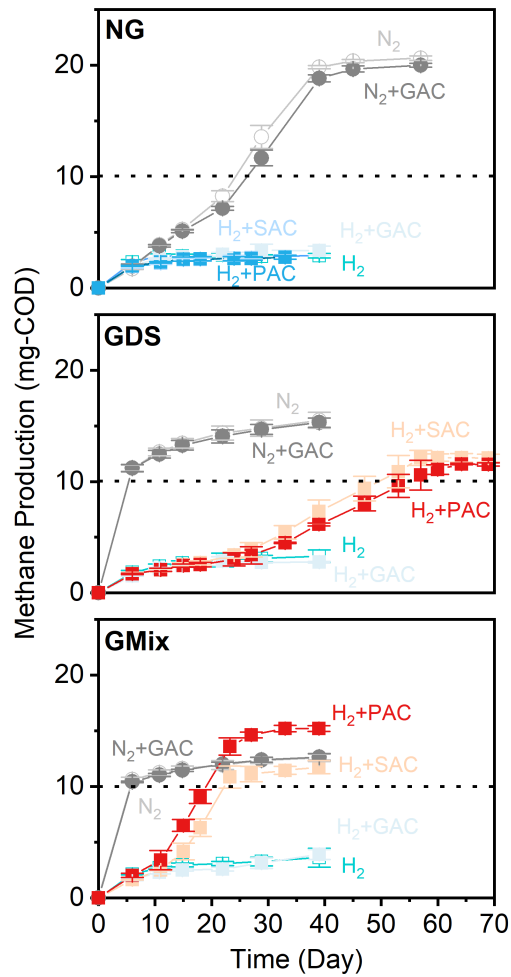 NG
20
10
0
N2
N2+GAC
H2+SAC
H2+GAC
H2+PAC
H2
Methane Production (mg-COD)
GDS
20
10
0
N2
N2+GAC
H2+SAC
H2+PAC
H2
H2+GAC
GMix
20
10
0
H2+PAC
N2+GAC
H2+SAC
N2
H2+GAC
H2
0 10 20 30 40 50 60 70
Time (Day)